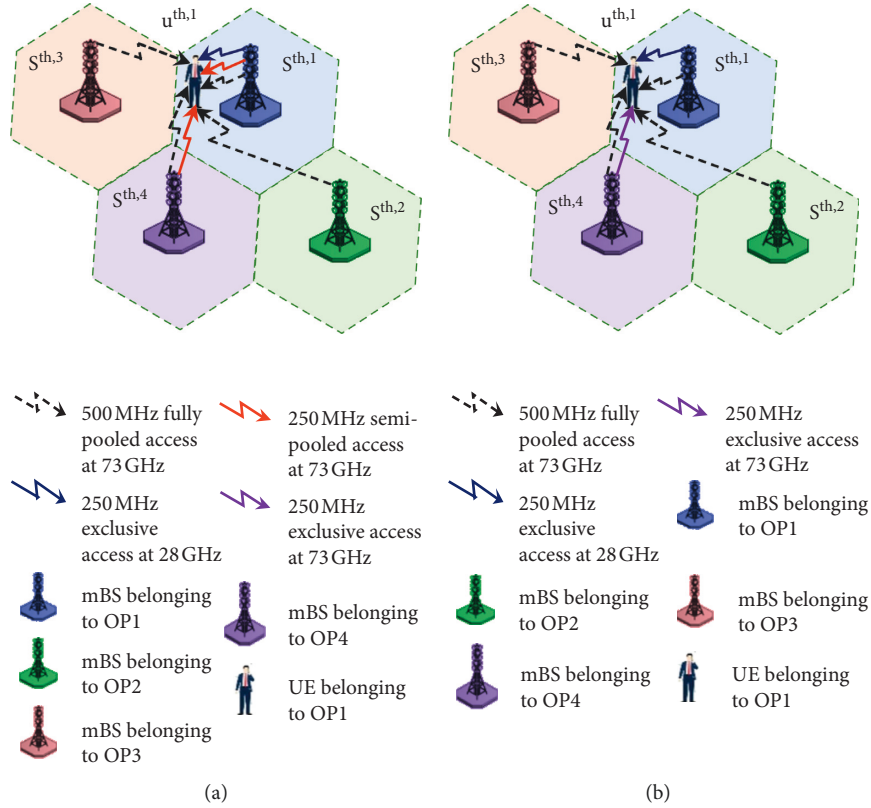 u^th,1
S^th,3
S^th,1
S^th,4
S^th,2
500 MHz fully
pooled access
at 73 GHz
250 MHz semi-
pooled access
at 73 GHz
250 MHz
exclusive
access at 28 GHz
250 MHz
exclusive access
at 73 GHz
mBS belonging
to OP1
mBS belonging
to OP2
mBS belonging
to OP3
mBS belonging
to OP4
UE belonging
to OP1
(a)
u^th,1
S^th,3
S^th,1
S^th,4
S^th,2
500 MHz fully
pooled access
at 73 GHz
250 MHz
exclusive access
at 73 GHz
250 MHz
exclusive
access at 28 GHz
mBS belonging
to OP1
mBS belonging
to OP2
mBS belonging
to OP3
mBS belonging
to OP4
UE belonging
to OP1
(b)